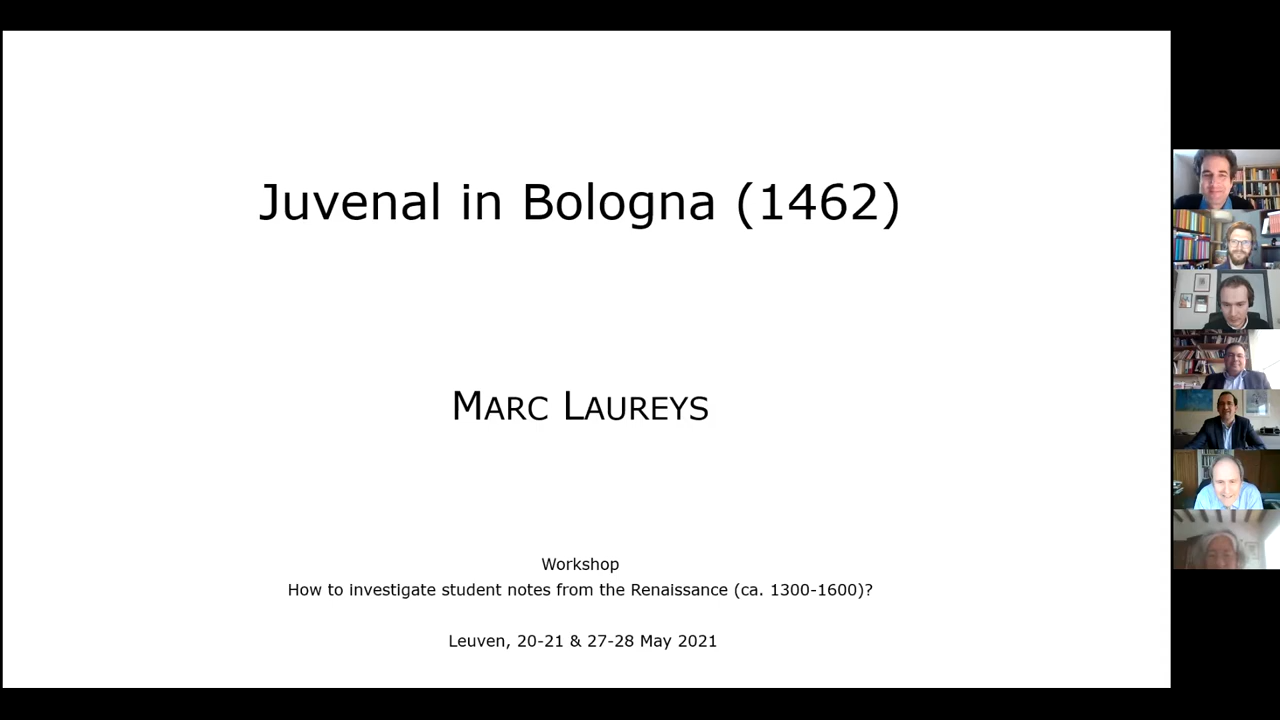 Juvenal in Bologna (1462)
MARC LAUREYS
Workshop
How to investigate student notes from the Renaissance (ca. 1300-1600)?
Leuven, 20-21 & 27-28 May 2021